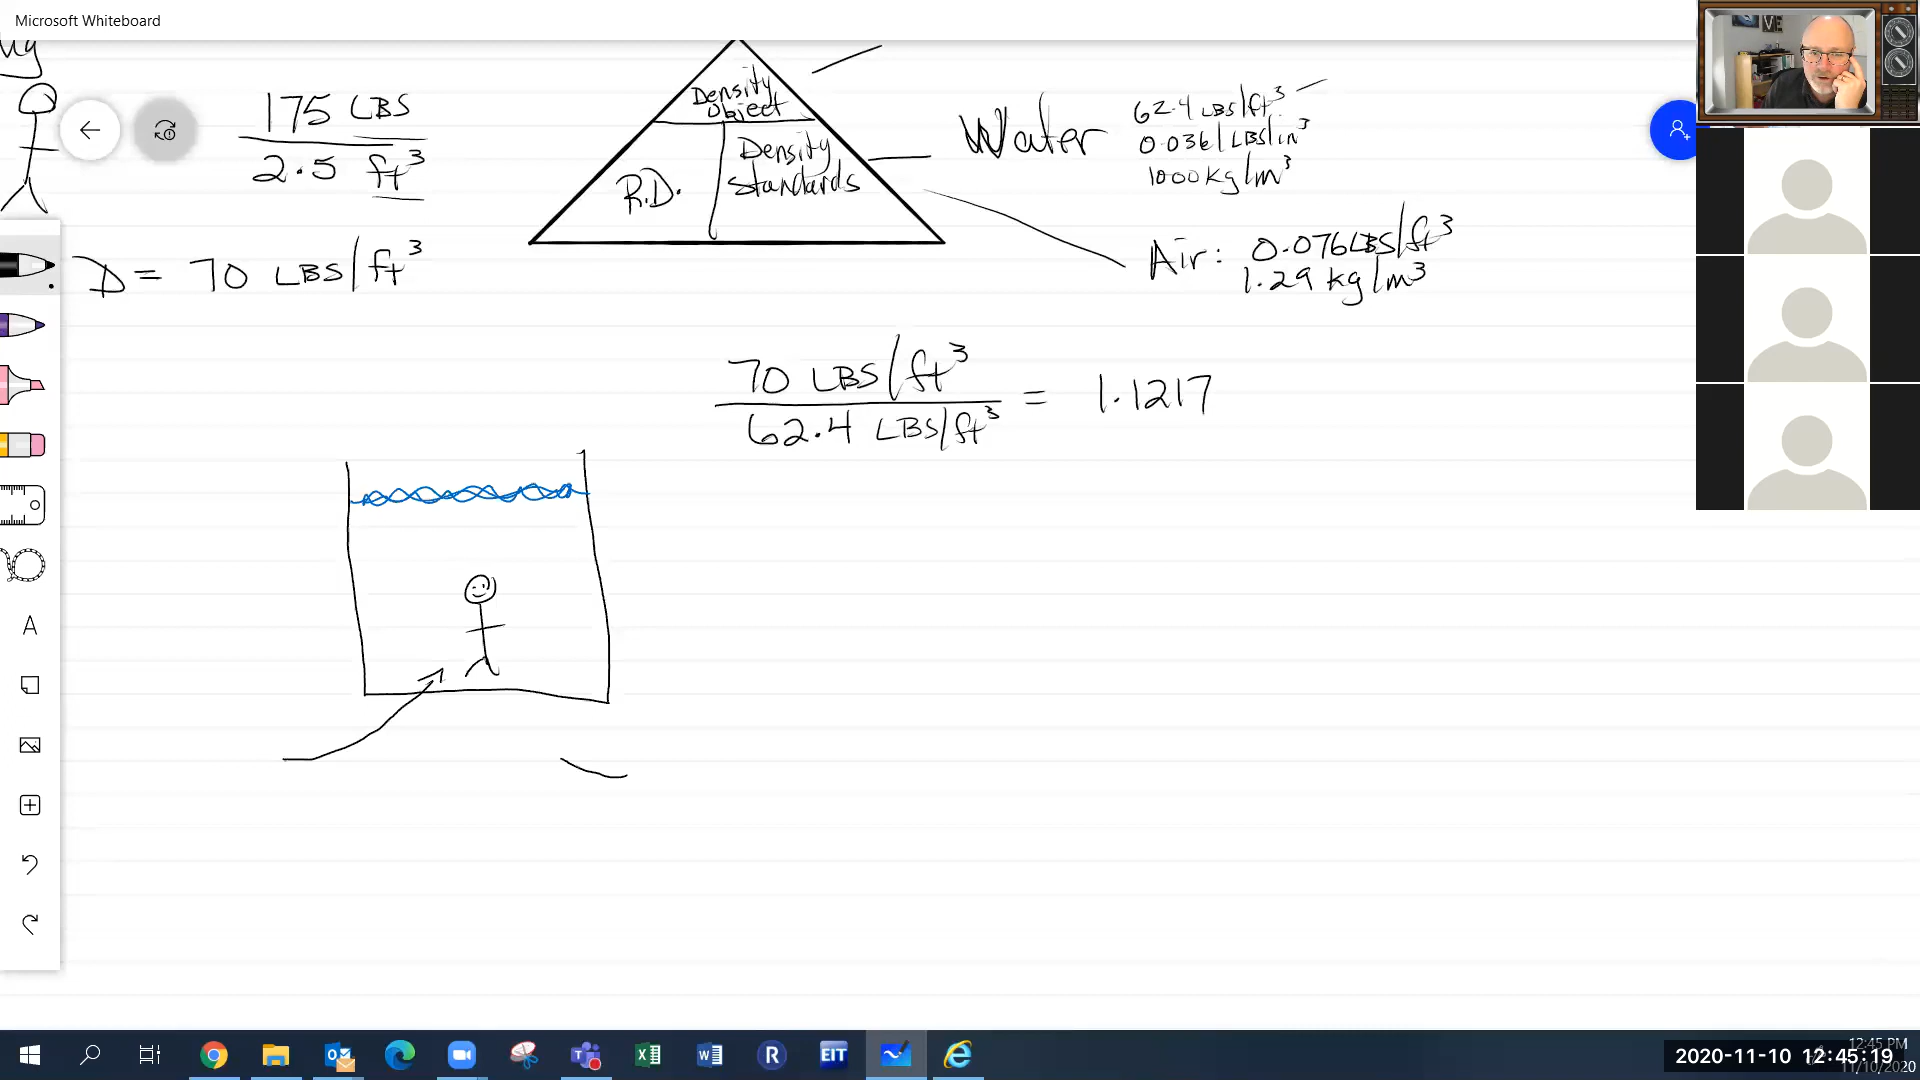 Microsoft Whiteboard
175 LBS
2.5 ft³
D = 70 LBS/ft³
Density
Object
R.D.
Density
Standards
Water
62.4 LBS/ft³
0.0361 LBS/in³
1000 kg/m³
Air: 0.076 LBS/ft³
1.29 kg/m³
70 LBS/ft³
62.4 LBS/ft³
= 1.1217
A
R
EIT
12:45 PM
2020-11-10 12:45:19
11/10/2020